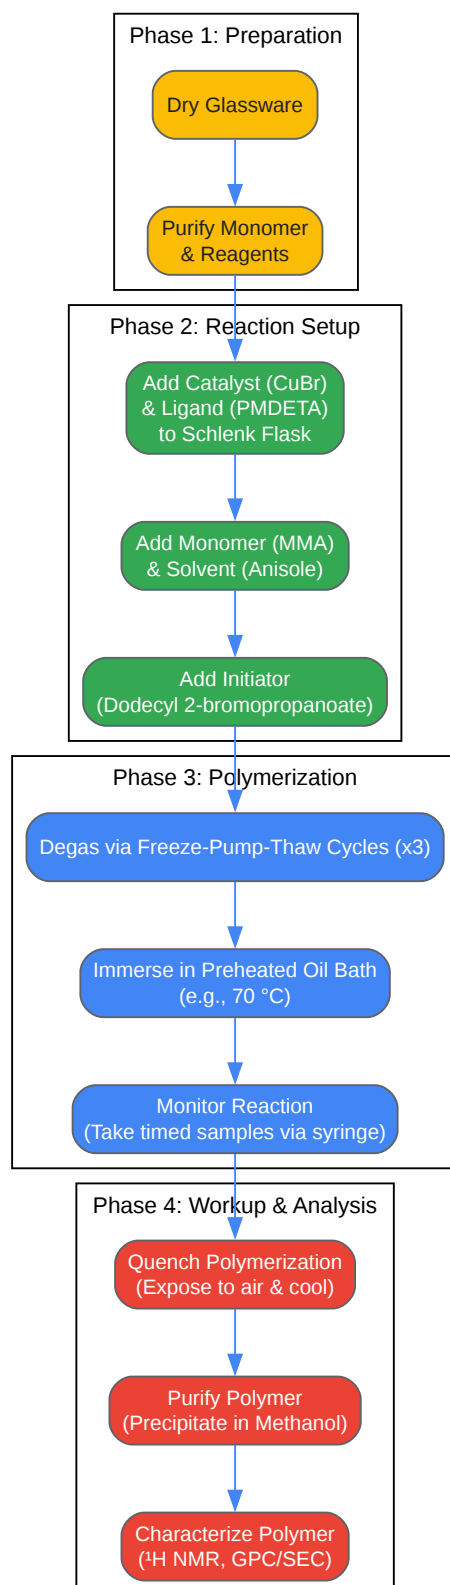 Phase 1: Preparation
Dry Glassware
Purify Monomer
& Reagents
Phase 2: Reaction Setup
Add Catalyst (CuBr)
& Ligand (PMDETA)
to Schlenk Flask
Add Monomer (MMA)
& Solvent (Anisole)
Add Initiator
(Dodecyl 2-bromopropanoate)
Phase 3: Polymerization
Degas via Freeze-Pump-Thaw Cycles (x3)
Immerse in Preheated Oil Bath
(e.g., 70 °C)
Monitor Reaction
(Take timed samples via syringe)
Phase 4: Workup & Analysis
Quench Polymerization
(Expose to air & cool)
Purify Polymer
(Precipitate in Methanol)
Characterize Polymer
(¹H NMR, GPC/SEC)